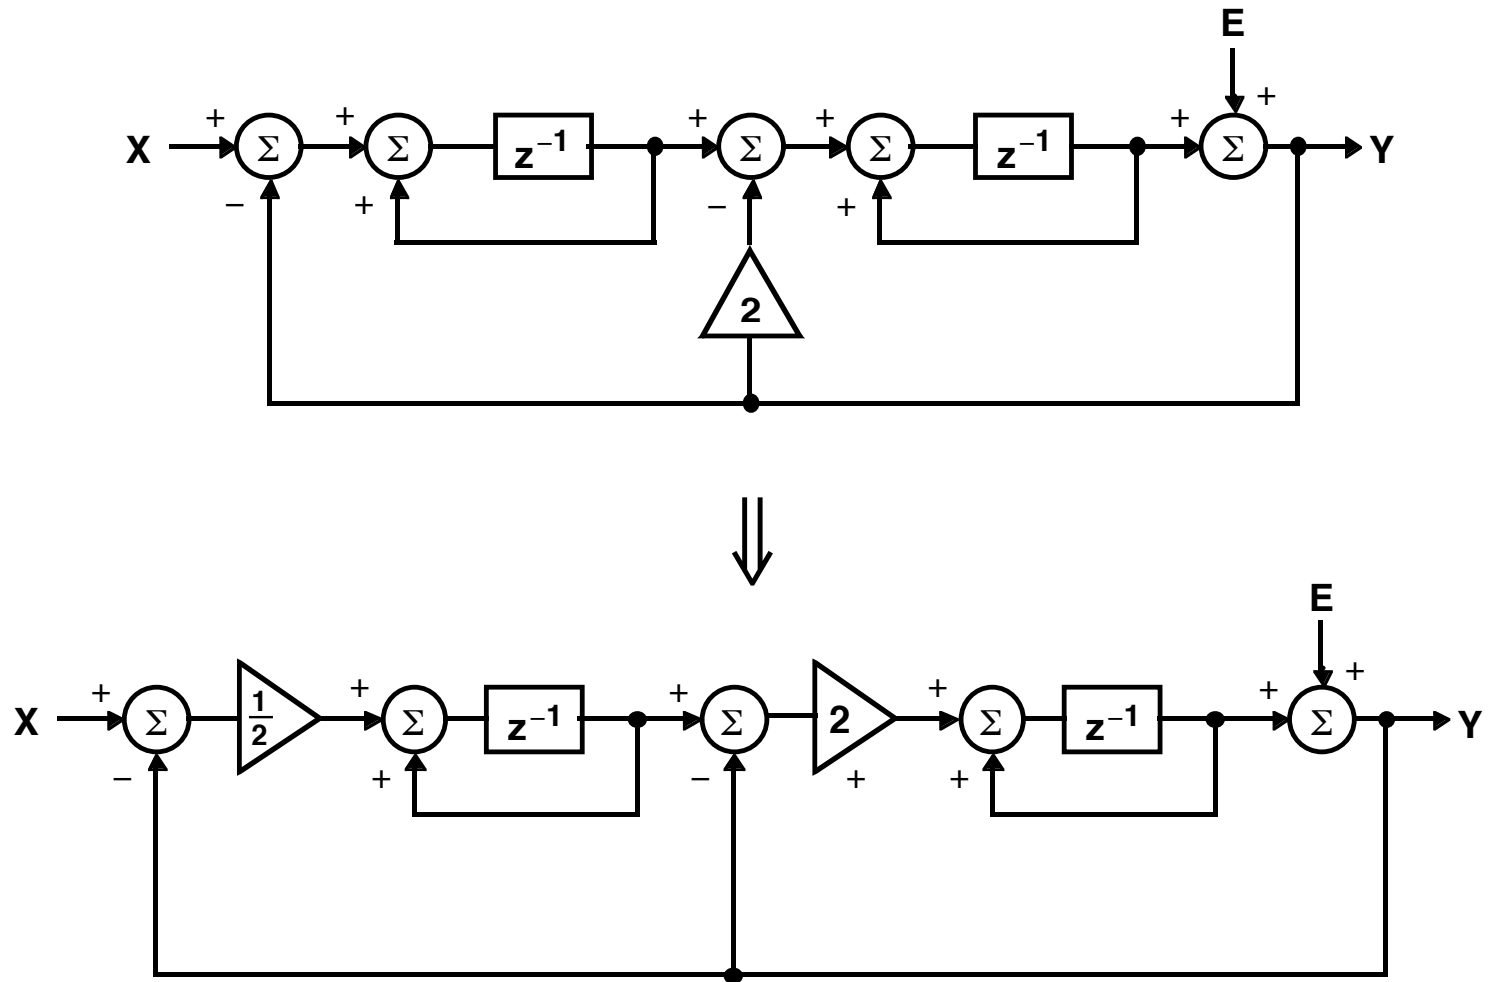 E
+ + + + + + +
X Σ Σ z⁻¹ Σ Σ z⁻¹ Σ Y
− + − +
2
E
+
+ + + + +
X Σ 1/2 Σ z⁻¹ Σ 2 Σ z⁻¹ Σ Y
− + − + +